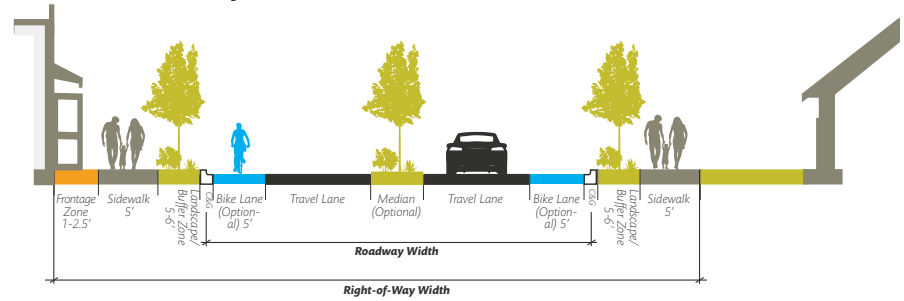 Frontage
Zone
1-2.5'
Sidewalk
5'
Landscape/
Buffer Zone
5-6'
C&G
Bike Lane
(Option-
al) 5'
Travel Lane
Median
(Optional)
Travel Lane
Bike Lane
(Option-
al) 5'
C&G
Landscape/
Buffer Zone
5-6'
Sidewalk
5'
Roadway Width
Right-of-Way Width